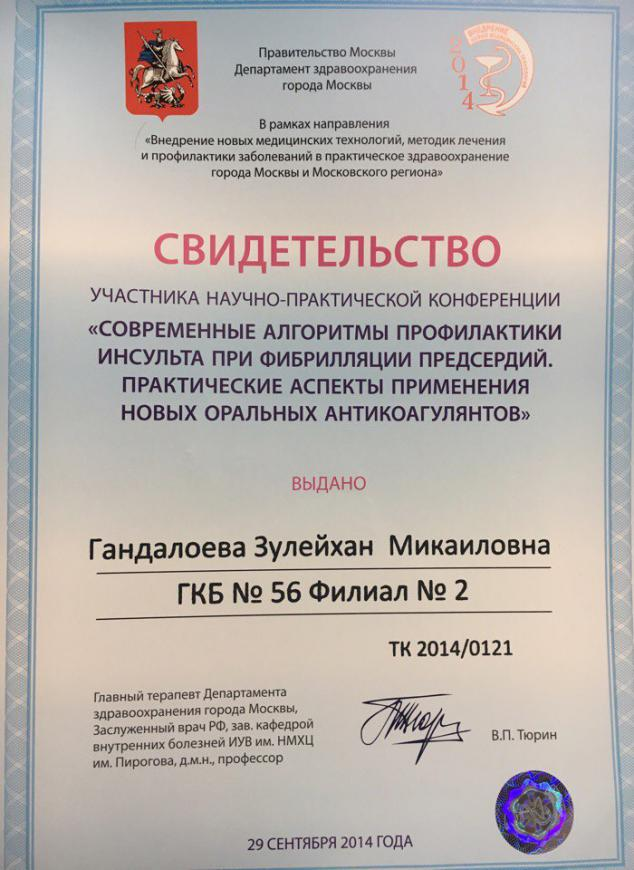 Правительство Москвы
Департамент здравоохранения
города Москвы
ВНЕДРЕНИЕ
2014
В рамках направления
«Внедрение новых медицинских технологий, методик лечения
и профилактики заболеваний в практическое здравоохранение
города Москвы и Московского региона»
СВИДЕТЕЛЬСТВО
УЧАСТНИКА НАУЧНО-ПРАКТИЧЕСКОЙ КОНФЕРЕНЦИИ
«СОВРЕМЕННЫЕ АЛГОРИТМЫ ПРОФИЛАКТИКИ
ИНСУЛЬТА ПРИ ФИБРИЛЛЯЦИИ ПРЕДСЕРДИЙ.
ПРАКТИЧЕСКИЕ АСПЕКТЫ ПРИМЕНЕНИЯ
НОВЫХ ОРАЛЬНЫХ АНТИКОАГУЛЯНТОВ»
ВЫДАНО
Гандалоева Зулейхан Микаиловна
ГКБ № 56 Филиал № 2
ТК 2014/0121
Главный терапевт Департамента
здравоохранения города Москвы,
Заслуженный врач РФ, зав. кафедрой
внутренних болезней ИУВ им. НМХЦ
им. Пирогова, д.м.н., профессор
В.П. Тюрин
29 СЕНТЯБРЯ 2014 ГОДА